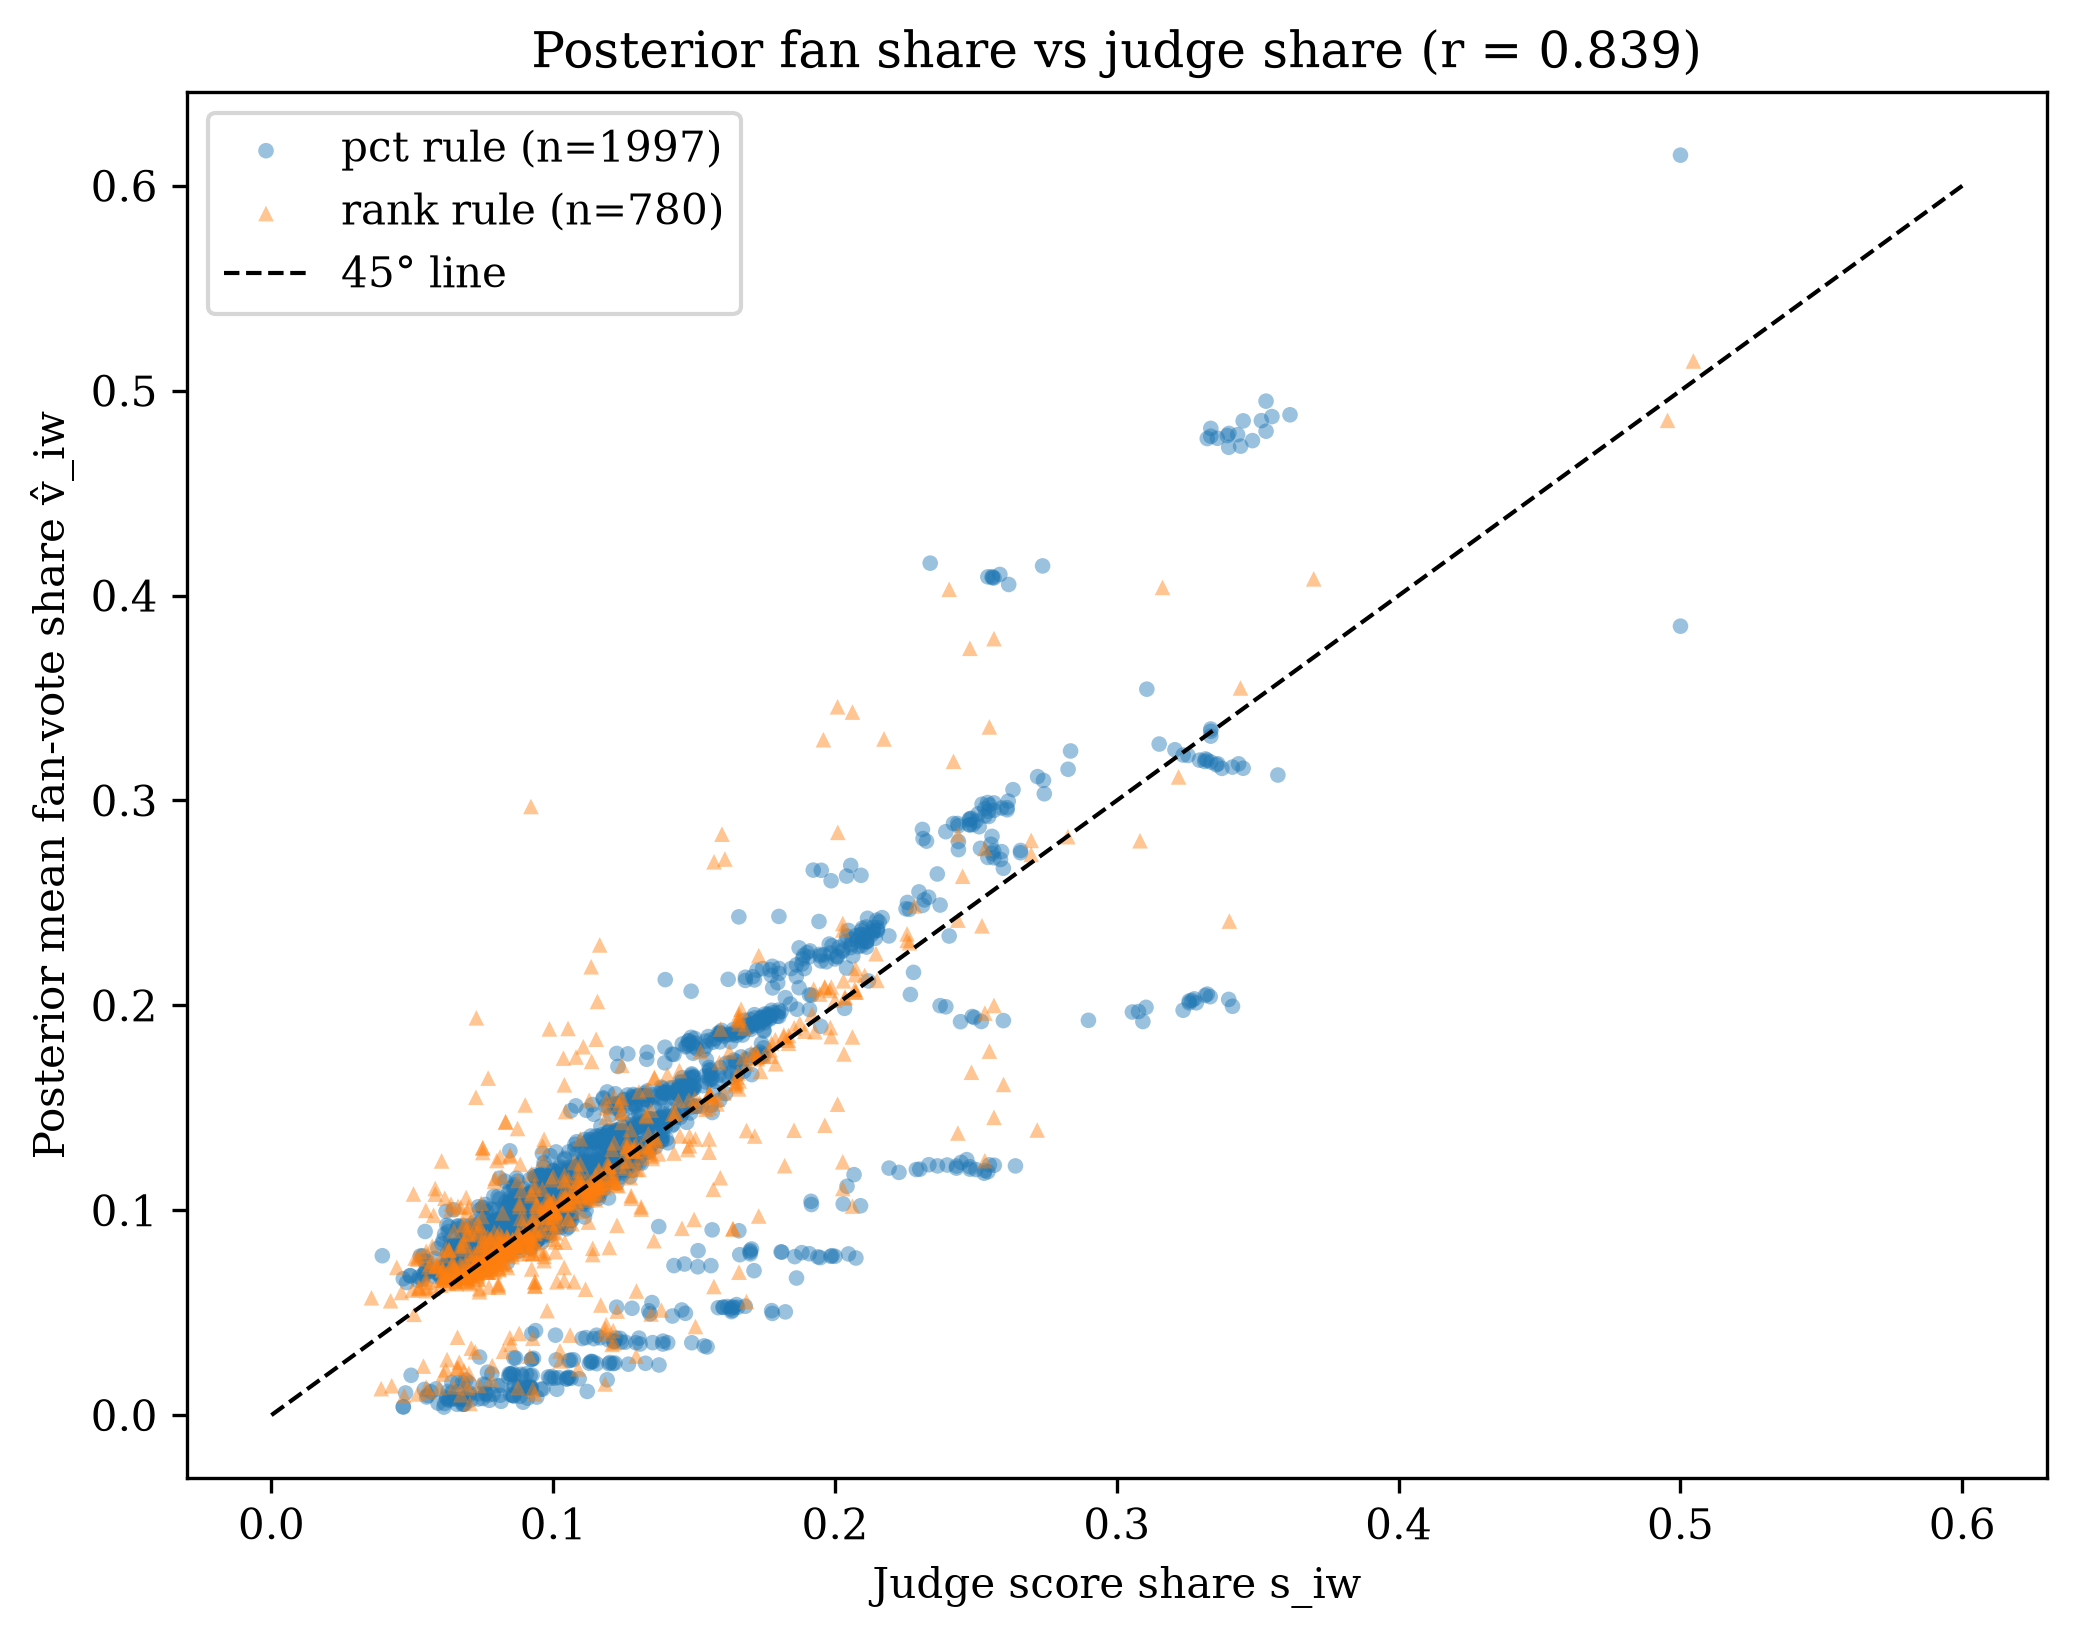 Posterior fan share vs judge share (r = 0.839)
pct rule (n=1997)
rank rule (n=780)
45° line
Posterior mean fan-vote share v̂_iw
0.6
0.5
0.4
0.3
0.2
0.1
0.0
0.0 0.1 0.2 0.3 0.4 0.5 0.6
Judge score share s_iw